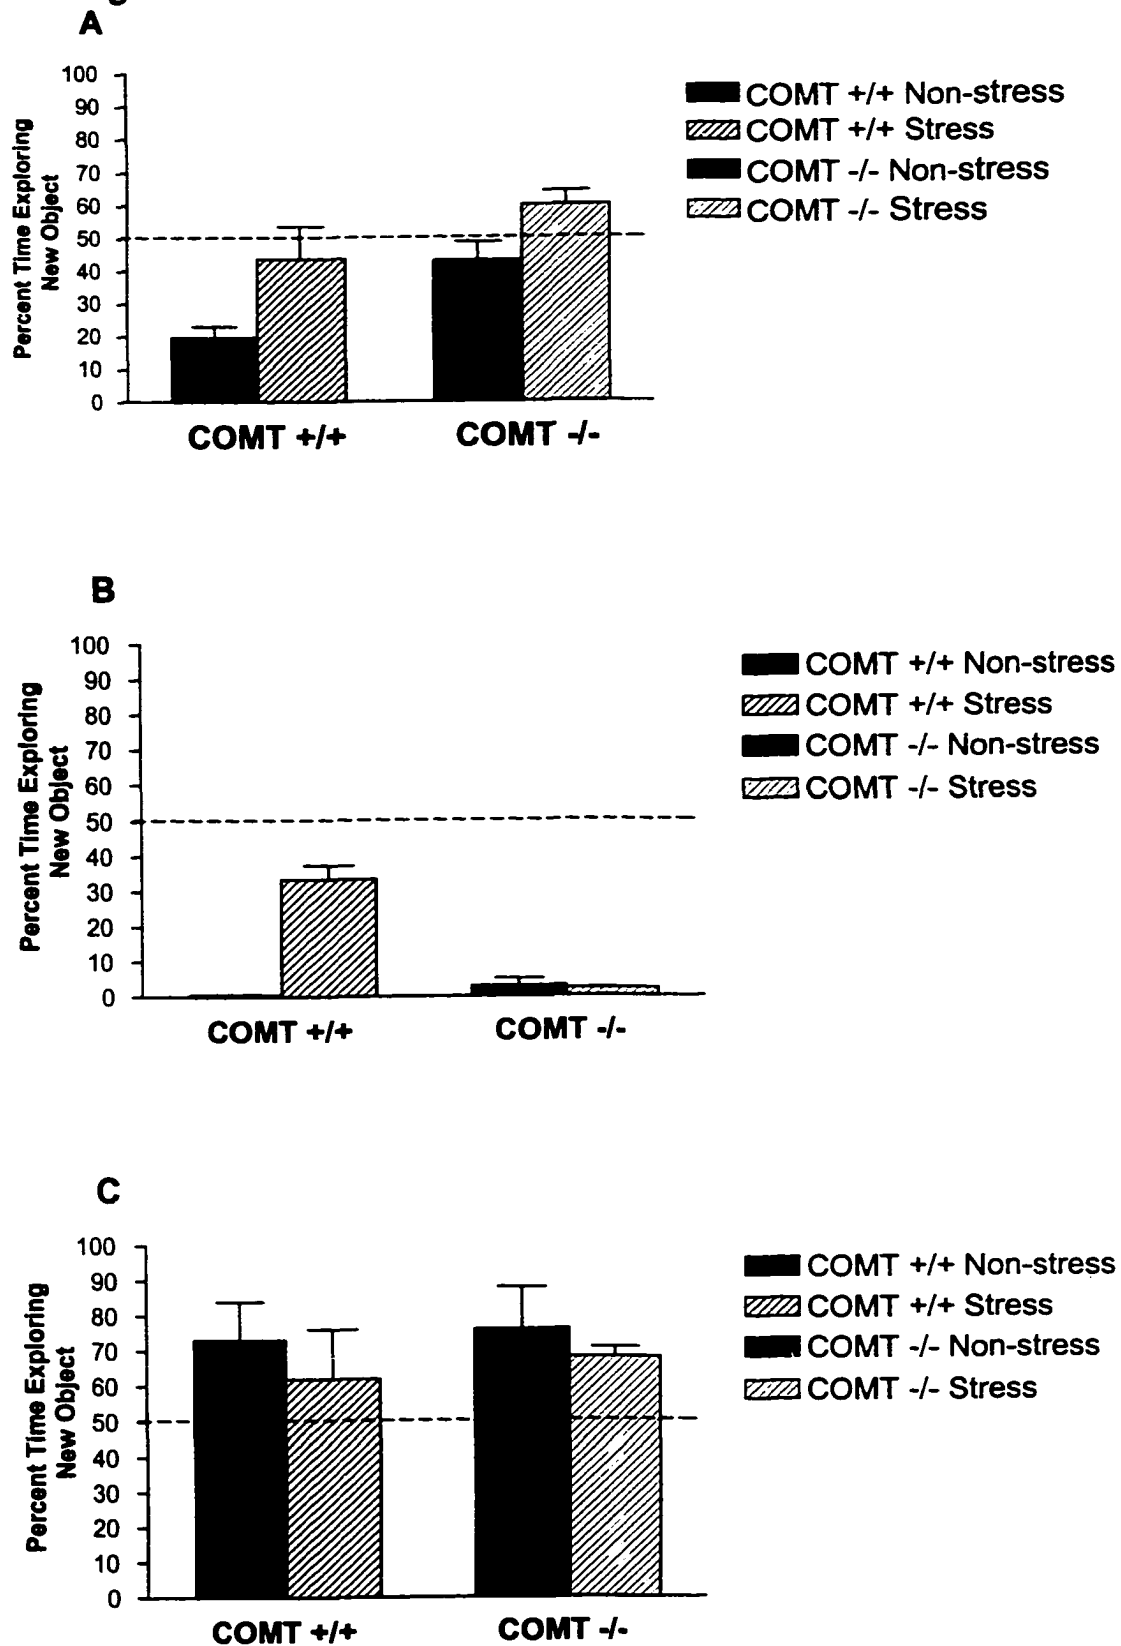 A
100
90
80
70
60
50
40
30
20
10
0
Percent Time Exploring
New Object
COMT +/+
COMT -/-
COMT +/+ Non-stress
COMT +/+ Stress
COMT -/- Non-stress
COMT -/- Stress
B
100
90
80
70
60
50
40
30
20
10
0
Percent Time Exploring
New Object
COMT +/+
COMT -/-
COMT +/+ Non-stress
COMT +/+ Stress
COMT -/- Non-stress
COMT -/- Stress
C
100
90
80
70
60
50
40
30
20
10
0
Percent Time Exploring
New Object
COMT +/+
COMT -/-
COMT +/+ Non-stress
COMT +/+ Stress
COMT -/- Non-stress
COMT -/- Stress